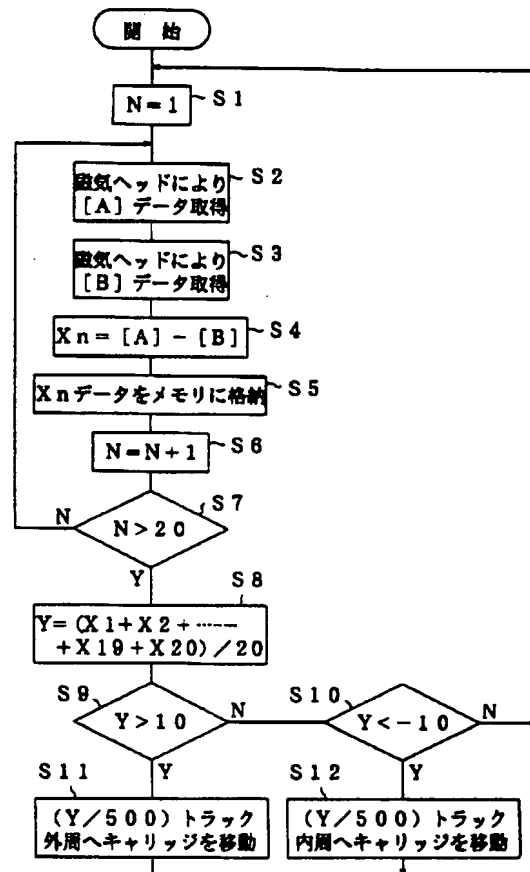 開 始
N=1
S1
磁気ヘッドにより
[A]データ取得
S2
磁気ヘッドにより
[B]データ取得
S3
Xn=[A]-[B]
S4
Xnデータをメモリに格納
S5
N=N+1
S6
S7
N
N>20
Y
S8
Y=(X1+X2+……
+X19+X20)/20
S9
Y>10
N
S10
Y<-10
N
Y
Y
S11
(Y/500)トラック
外周へキャリッジを移動
S12
(Y/500)トラック
内周へキャリッジを移動